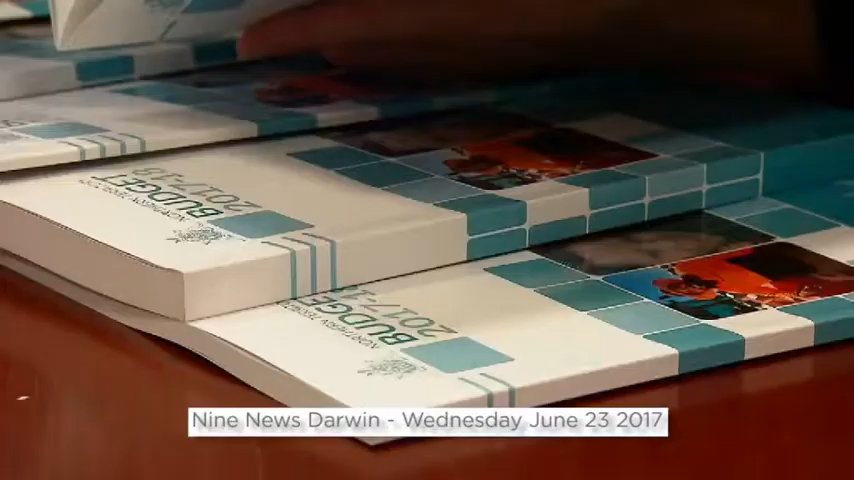 BUDGET
2017-18
NORTHERN TERRITORY
BUDGET
2017-18
NORTHERN TERRITORY
Nine News Darwin - Wednesday June 23 2017